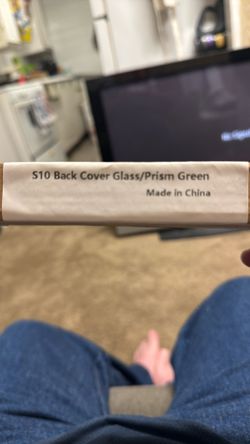 S10 Back Cover Glass/Prism Green
Made in China